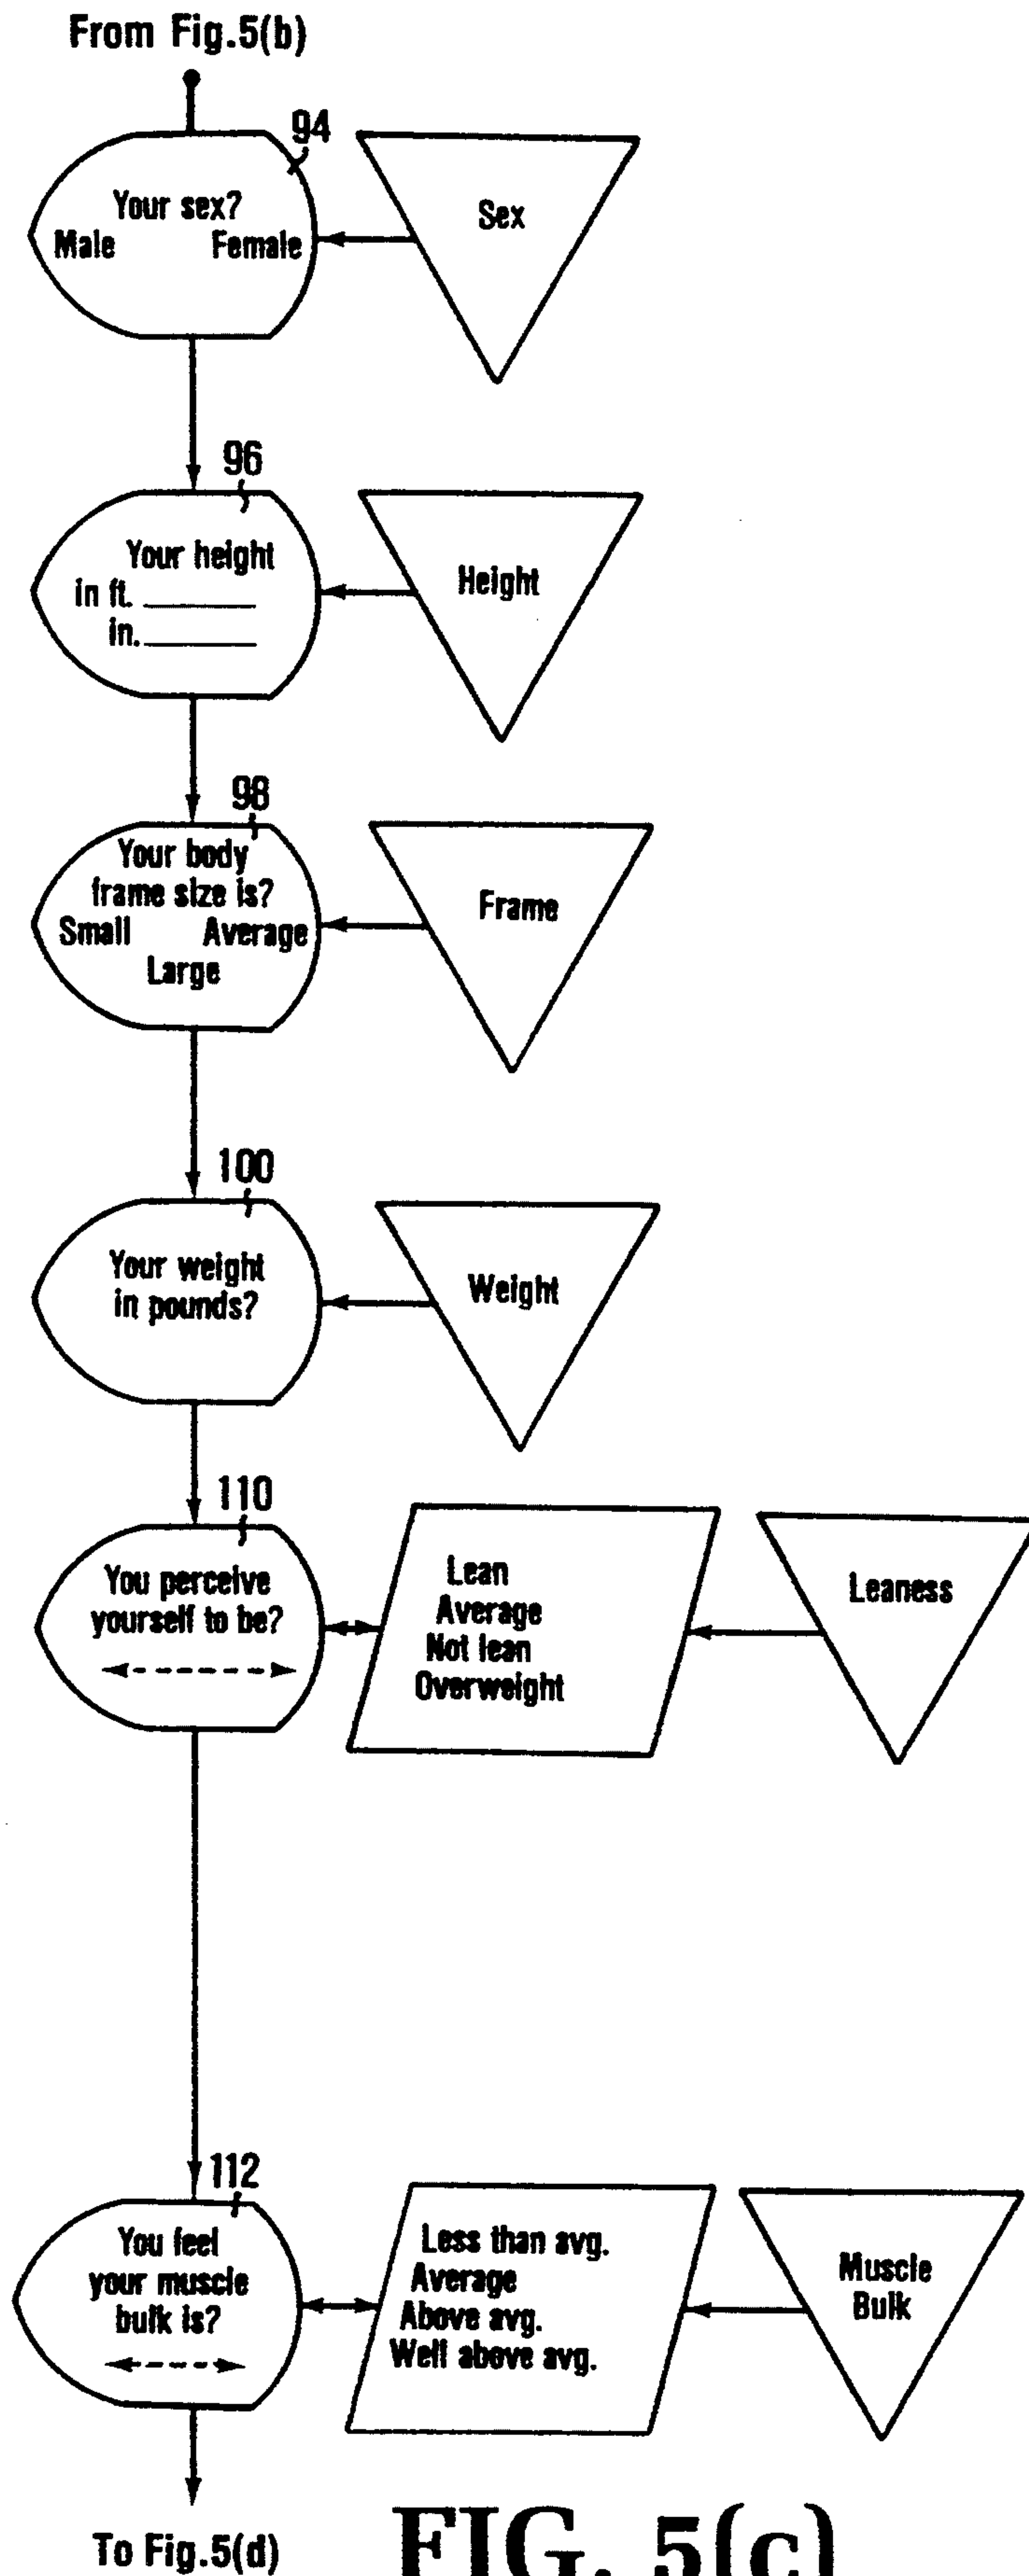 From Fig.5(b)
94
Your sex?
Male Female
Sex
96
Your height
in ft. ________
in. ________
Height
98
Your body
frame size is?
Small Average
Large
Frame
100
Your weight
in pounds?
Weight
110
You perceive
yourself to be?
Lean
Average
Not lean
Overweight
Leaness
112
You feel
your muscle
bulk is?
Less than avg.
Average
Above avg.
Well above avg.
Muscle
Bulk
To Fig.5(d)
FIG. 5(c)